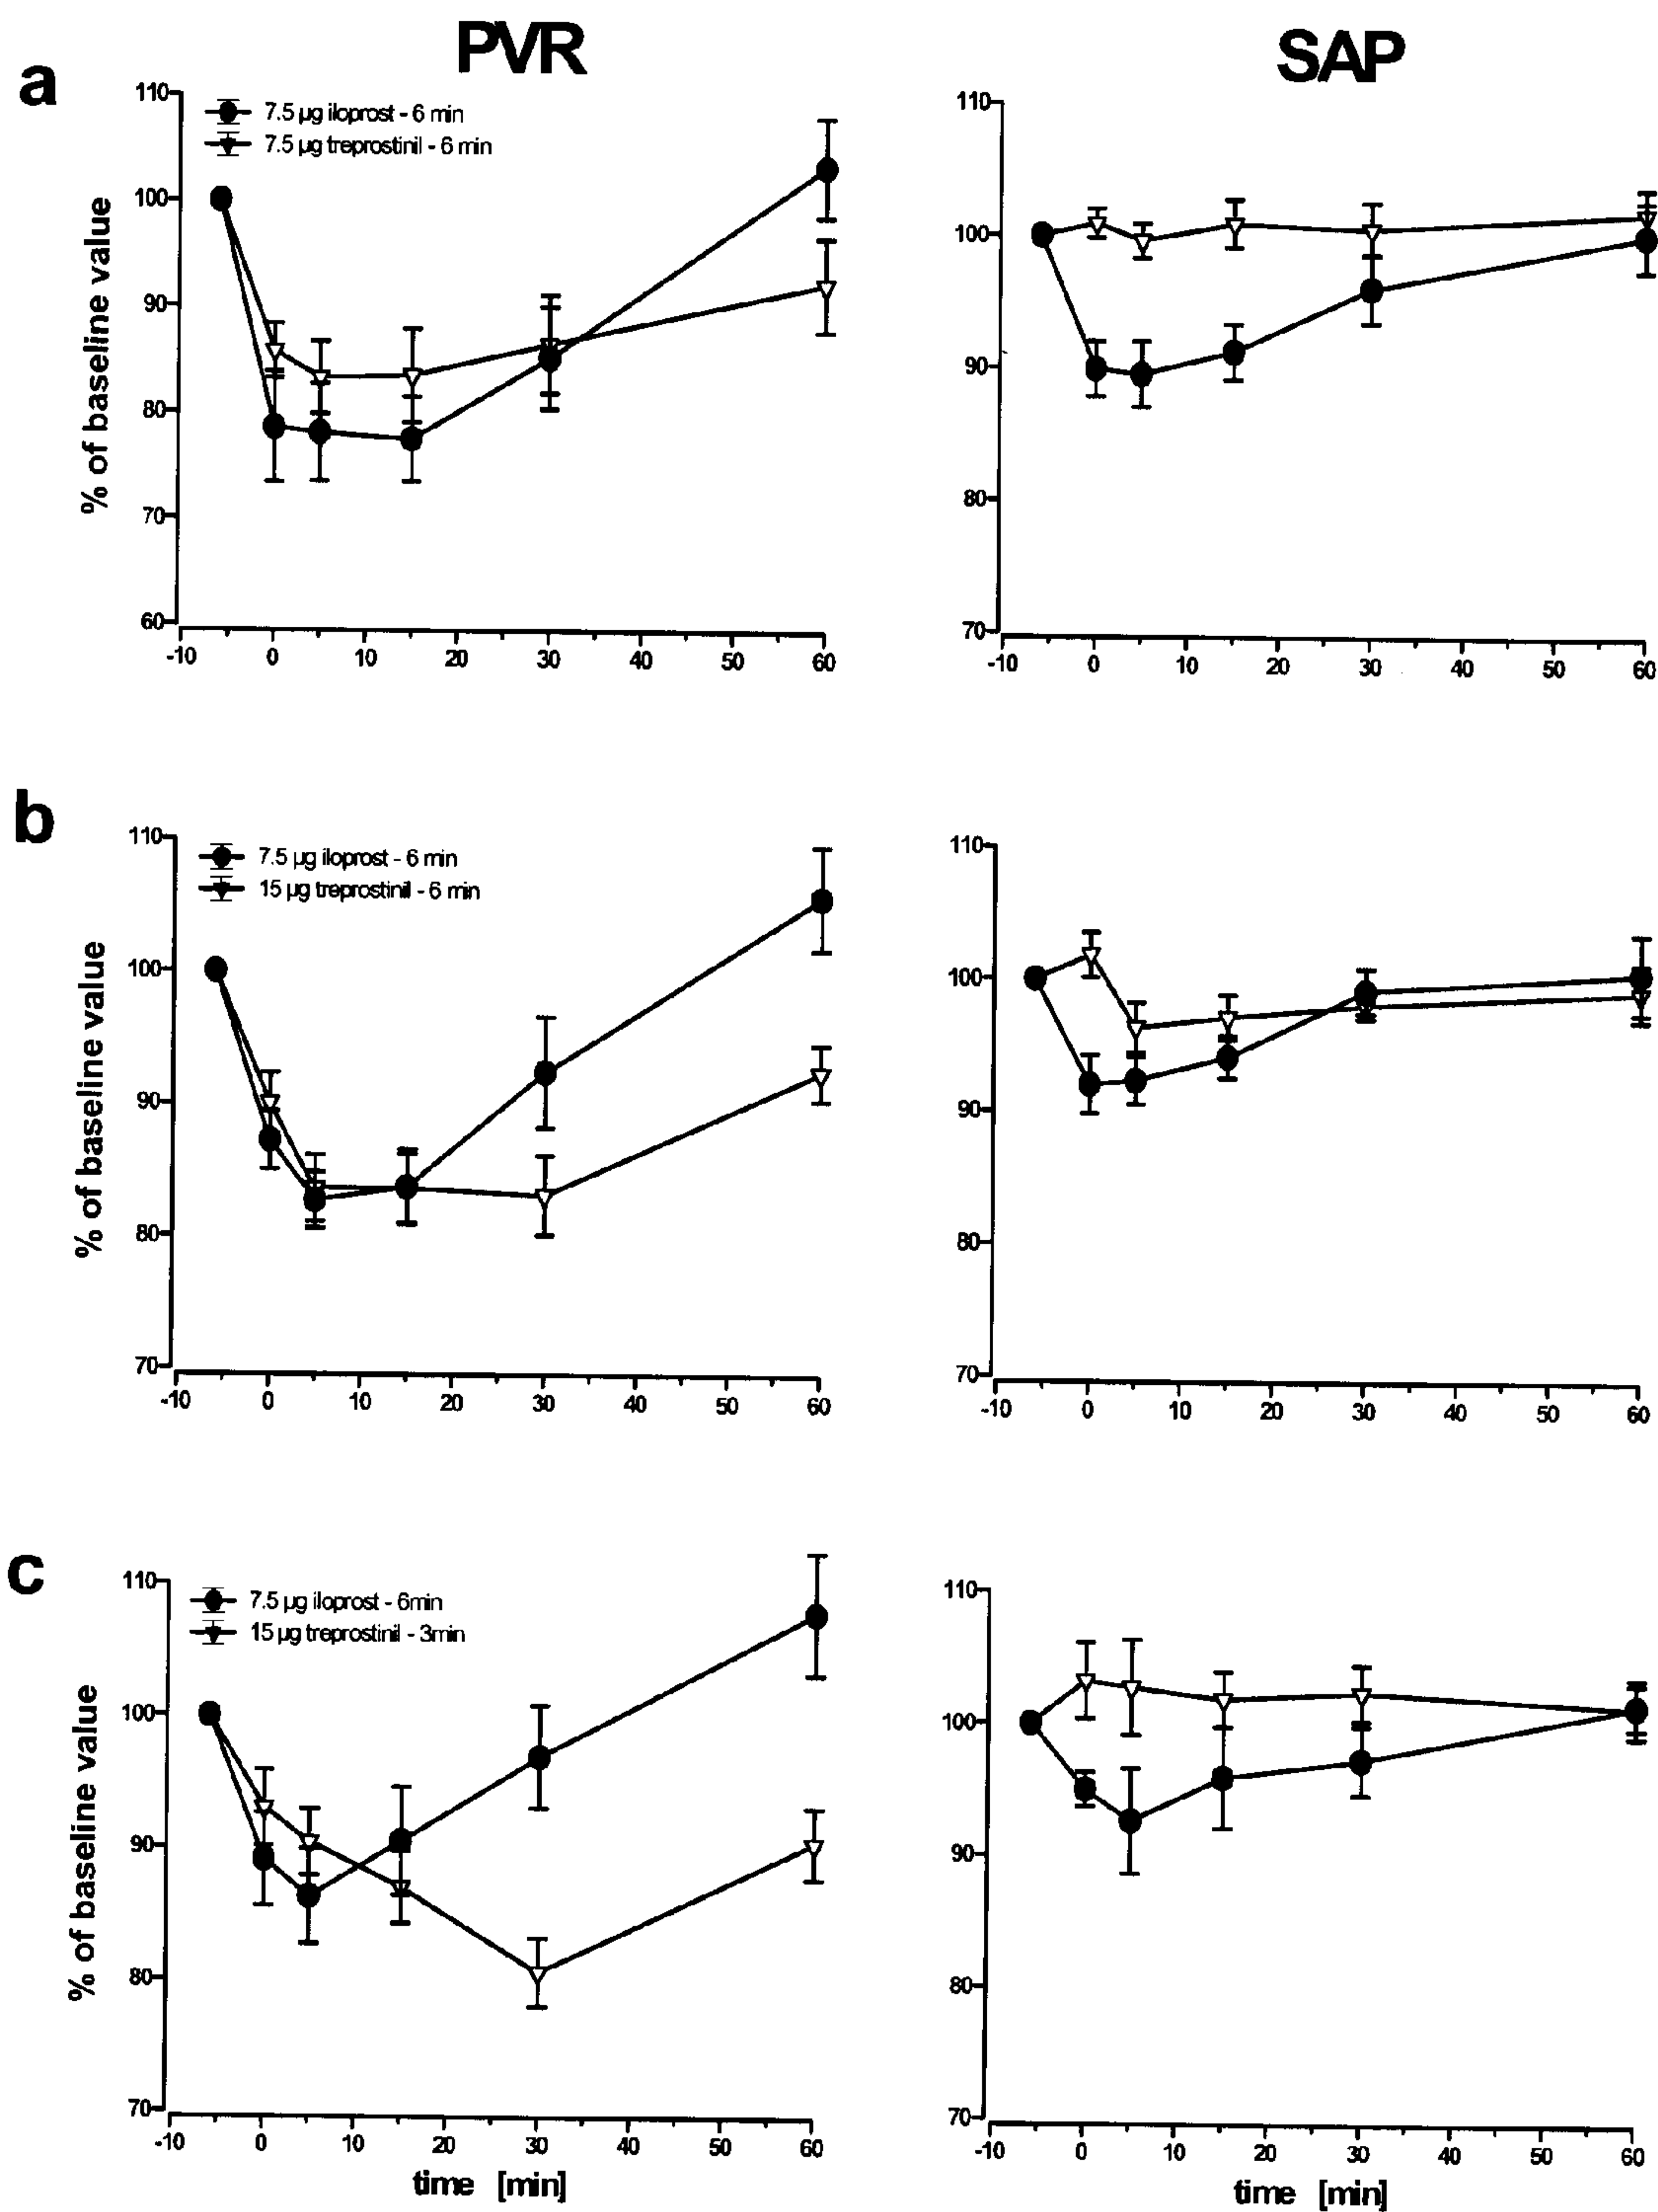 PVR
SAP
a
110
100
90
80
70
60
% of baseline value
7.5 µg iloprost - 6 min
7.5 µg treprostinil - 6 min
-10 0 10 20 30 40 50 60
110
100
90
80
70
-10 0 10 20 30 40 50 60
b
110
100
90
80
70
% of baseline value
7.5 µg iloprost - 6 min
15 µg treprostinil - 6 min
-10 0 10 20 30 40 50 60
110
100
90
80
70
-10 0 10 20 30 40 50 60
c
110
100
90
80
70
% of baseline value
7.5 µg iloprost - 6min
15 µg treprostinil - 3min
-10 0 10 20 30 40 50 60
time [min]
110
100
90
80
70
-10 0 10 20 30 40 50 60
time [min]